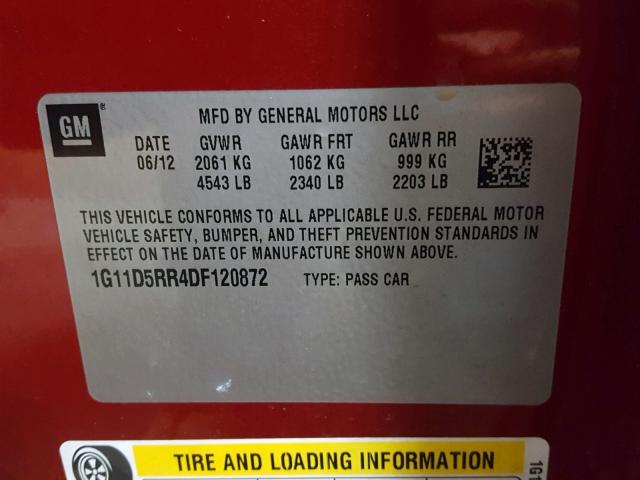 GM
®
MFD BY GENERAL MOTORS LLC
DATE GVWR GAWR FRT GAWR RR
06/12 2061 KG 1062 KG 999 KG
4543 LB 2340 LB 2203 LB
THIS VEHICLE CONFORMS TO ALL APPLICABLE U.S. FEDERAL MOTOR
VEHICLE SAFETY, BUMPER, AND THEFT PREVENTION STANDARDS IN
EFFECT ON THE DATE OF MANUFACTURE SHOWN ABOVE.
1G11D5RR4DF120872 TYPE: PASS CAR
TIRE AND LOADING INFORMATION
1G1